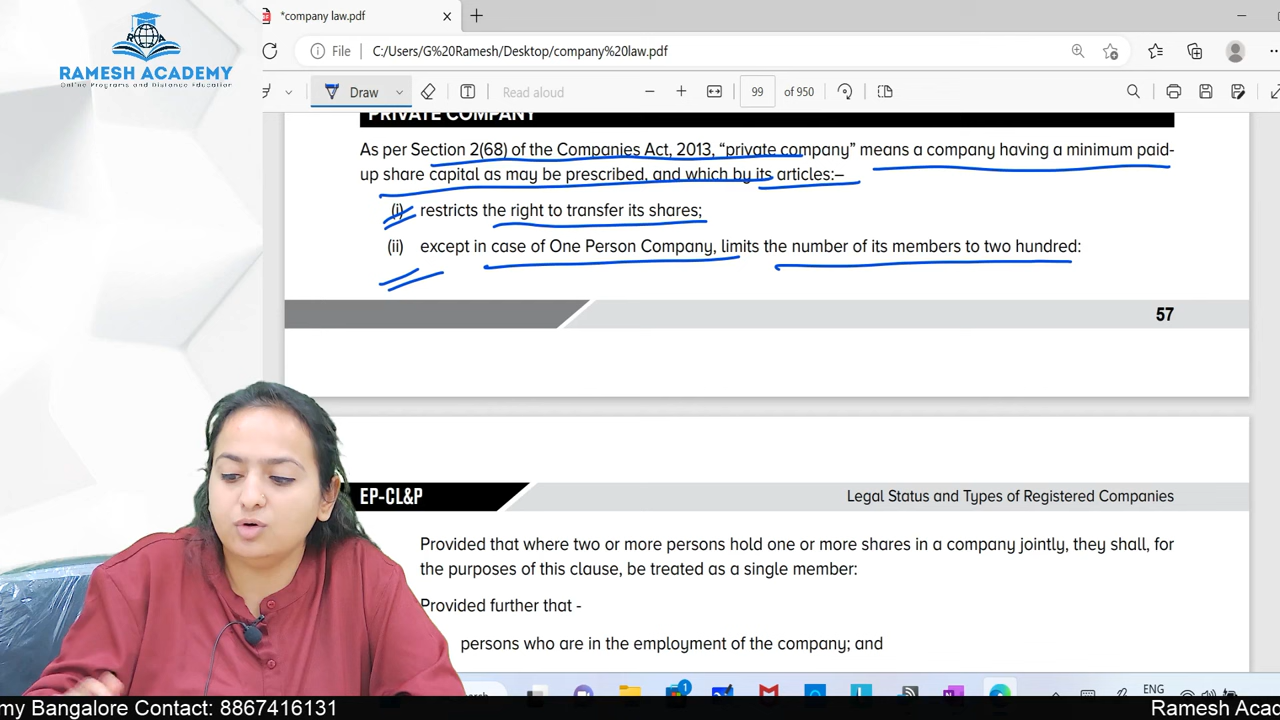 *company law.pdf
RAMESH ACADEMY
Online Programs and Distance Education
File C:/Users/G%20Ramesh/Desktop/company%20law.pdf
Draw
Read aloud
99 of 950
PRIVATE COMPANY
As per Section 2(68) of the Companies Act, 2013, “private company” means a company having a minimum paid-
up share capital as may be prescribed, and which by its articles:–
(i) restricts the right to transfer its shares;
(ii) except in case of One Person Company, limits the number of its members to two hundred:
57
EP-CL&P
Legal Status and Types of Registered Companies
Provided that where two or more persons hold one or more shares in a company jointly, they shall, for
the purposes of this clause, be treated as a single member:
Provided further that -
persons who are in the employment of the company; and
ENG
my Bangalore Contact: 8867416131
Ramesh Acade